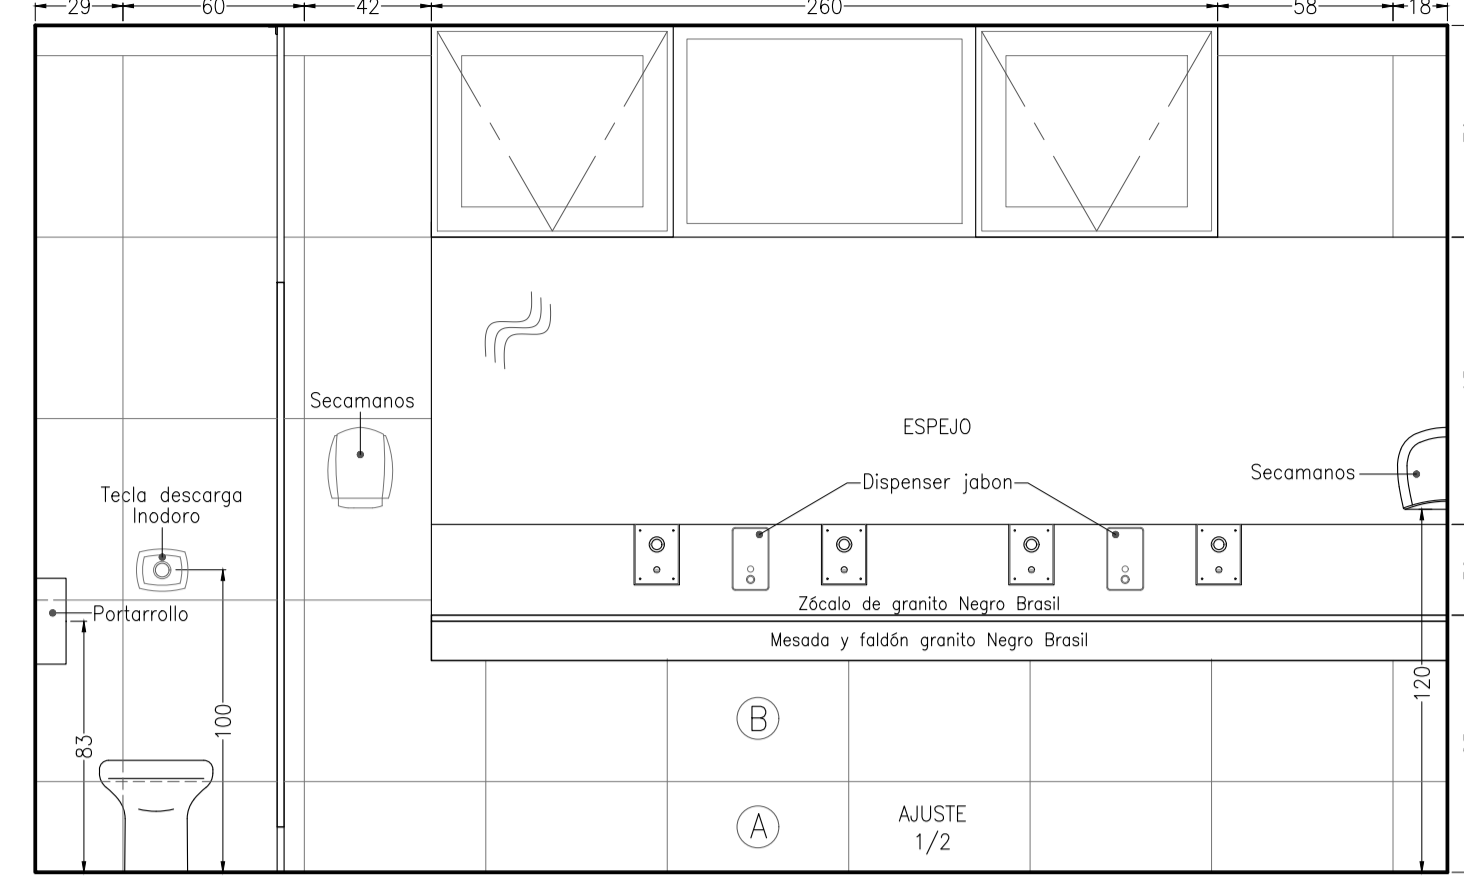 29
60
42
260
58
18
Secamanos
ESPEJO
Secamanos
Dispenser jabon
Tecla descarga
Inodoro
Zócalo de granito Negro Brasil
Portarrollo
Mesada y faldón granito Negro Brasil
120
100
83
B
A
AJUSTE
1/2